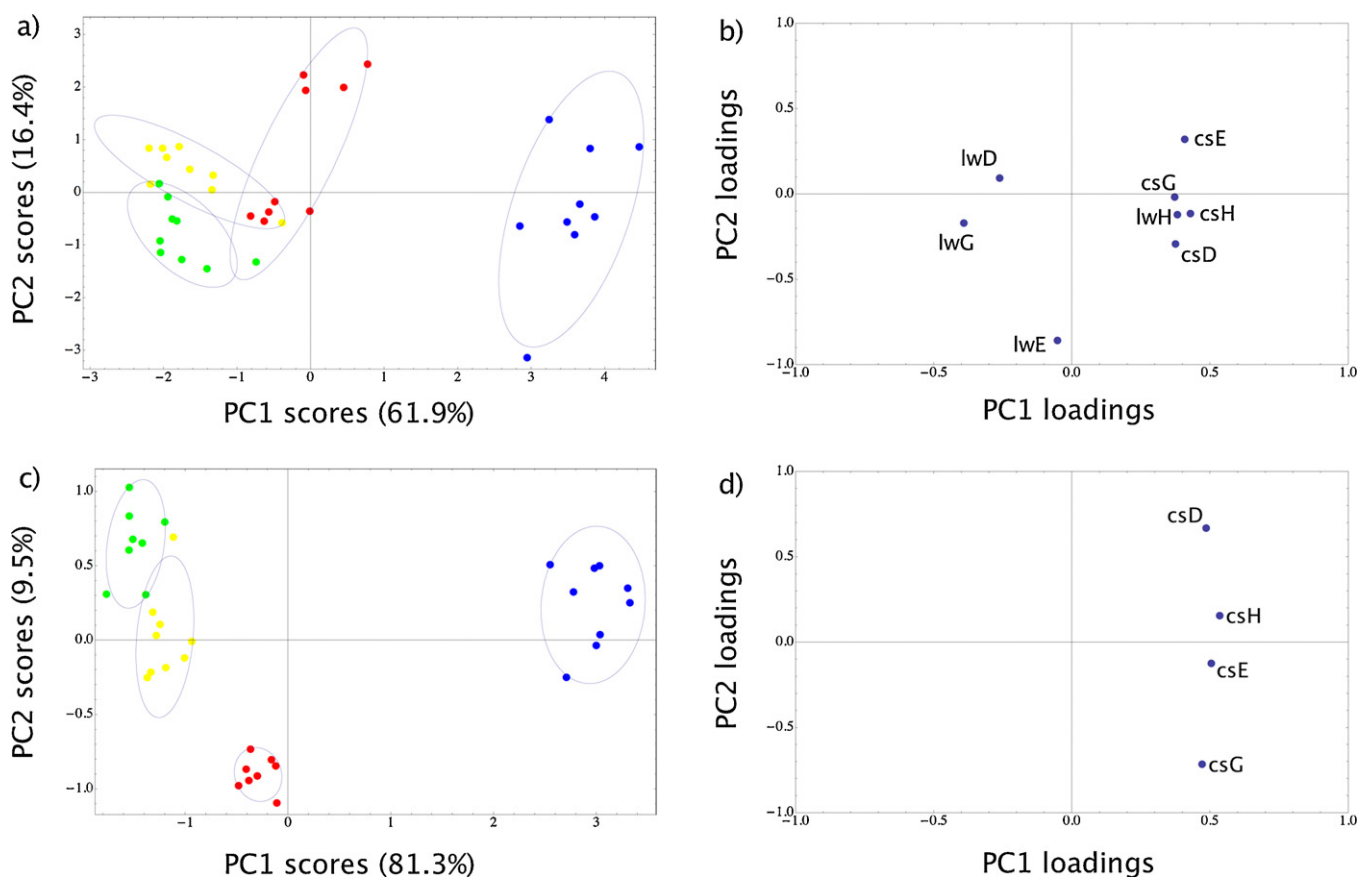 a)
3
2
1
0
−1
−2
−3
−3 −2 −1 0 1 2 3 4
PC2 scores (16.4%)
PC1 scores (61.9%)
b)
1.0
0.5
0.0
−0.5
−1.0
−1.0 −0.5 0.0 0.5 1.0
PC2 loadings
PC1 loadings
csE
lwD
csG
lwH
csH
lwG
csD
lwE
c)
1.0
0.5
0.0
−0.5
−1.0
−1 0 1 2 3
PC2 scores (9.5%)
PC1 scores (81.3%)
d)
1.0
0.5
0.0
−0.5
−1.0
−1.0 −0.5 0.0 0.5 1.0
PC2 loadings
PC1 loadings
csD
csH
csE
csG